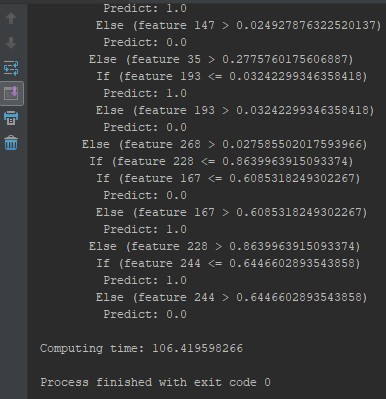 Predict: 1.0
Else (feature 147 > 0.024927876322520137)
Predict: 0.0
Else (feature 35 > 0.2775760175606887)
If (feature 193 <= 0.03242299346358418)
Predict: 1.0
Else (feature 193 > 0.03242299346358418)
Predict: 0.0
Else (feature 268 > 0.027585502017593966)
If (feature 228 <= 0.8639963915093374)
If (feature 167 <= 0.6085318249302267)
Predict: 0.0
Else (feature 167 > 0.6085318249302267)
Predict: 1.0
Else (feature 228 > 0.8639963915093374)
If (feature 244 <= 0.6446602893543858)
Predict: 1.0
Else (feature 244 > 0.6446602893543858)
Predict: 0.0
Computing time: 106.419598266
Process finished with exit code 0